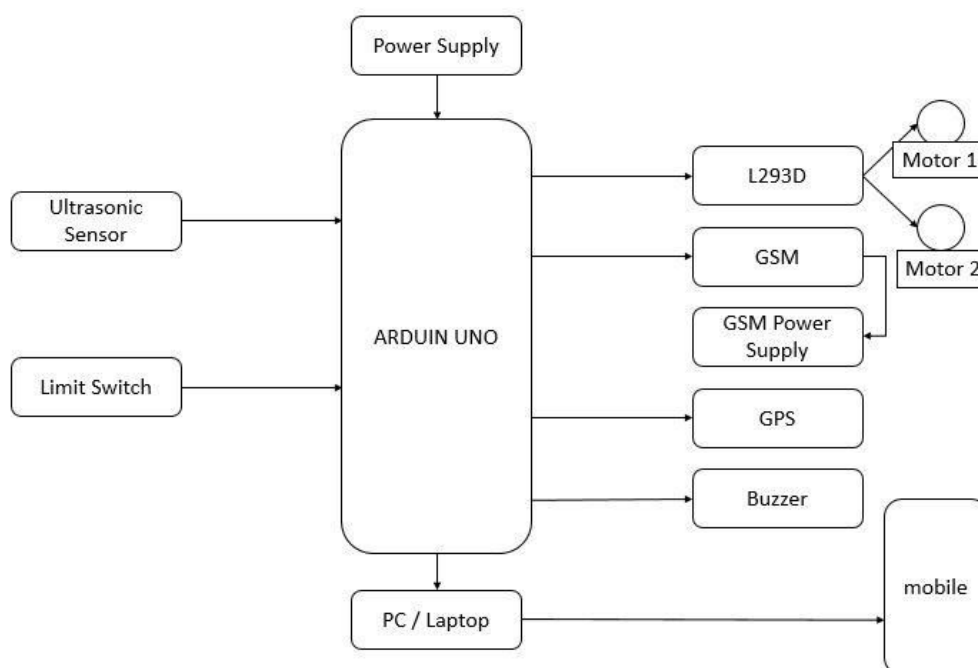 Power Supply
Motor 1
L293D
Ultrasonic
Sensor
GSM
Motor 2
GSM Power
Supply
ARDUIN UNO
Limit Switch
GPS
Buzzer
mobile
PC / Laptop